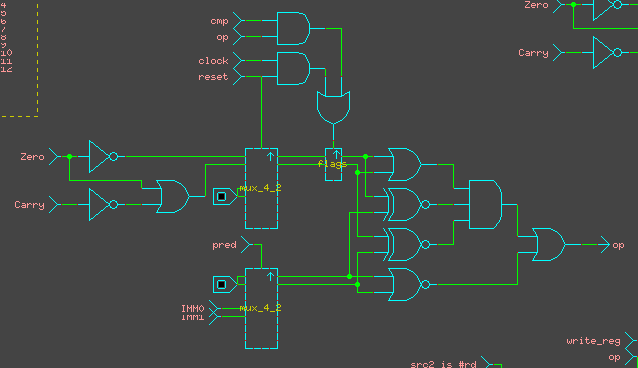 4
5
6
7
8
9
10
11
12
cmp
op
clock
reset
Zero
Carry
Zero
Carry
flags
mux_4_2
pred
op
IMM0
IMM1
mux_4_2
write_reg
op
src2 is #rd